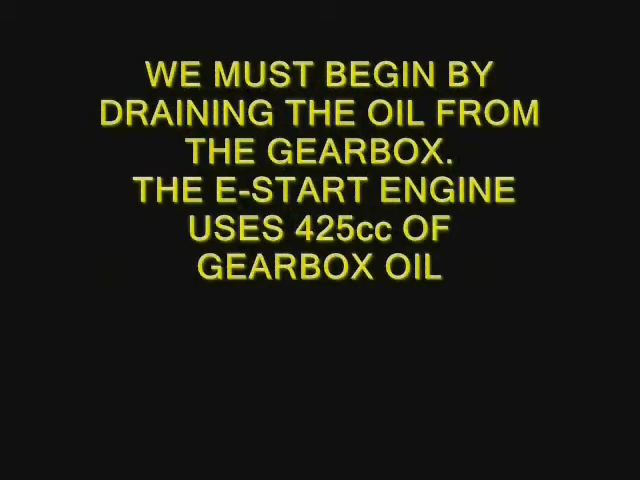 WE MUST BEGIN BY
DRAINING THE OIL FROM
THE GEARBOX.
THE E-START ENGINE
USES 425cc OF
GEARBOX OIL